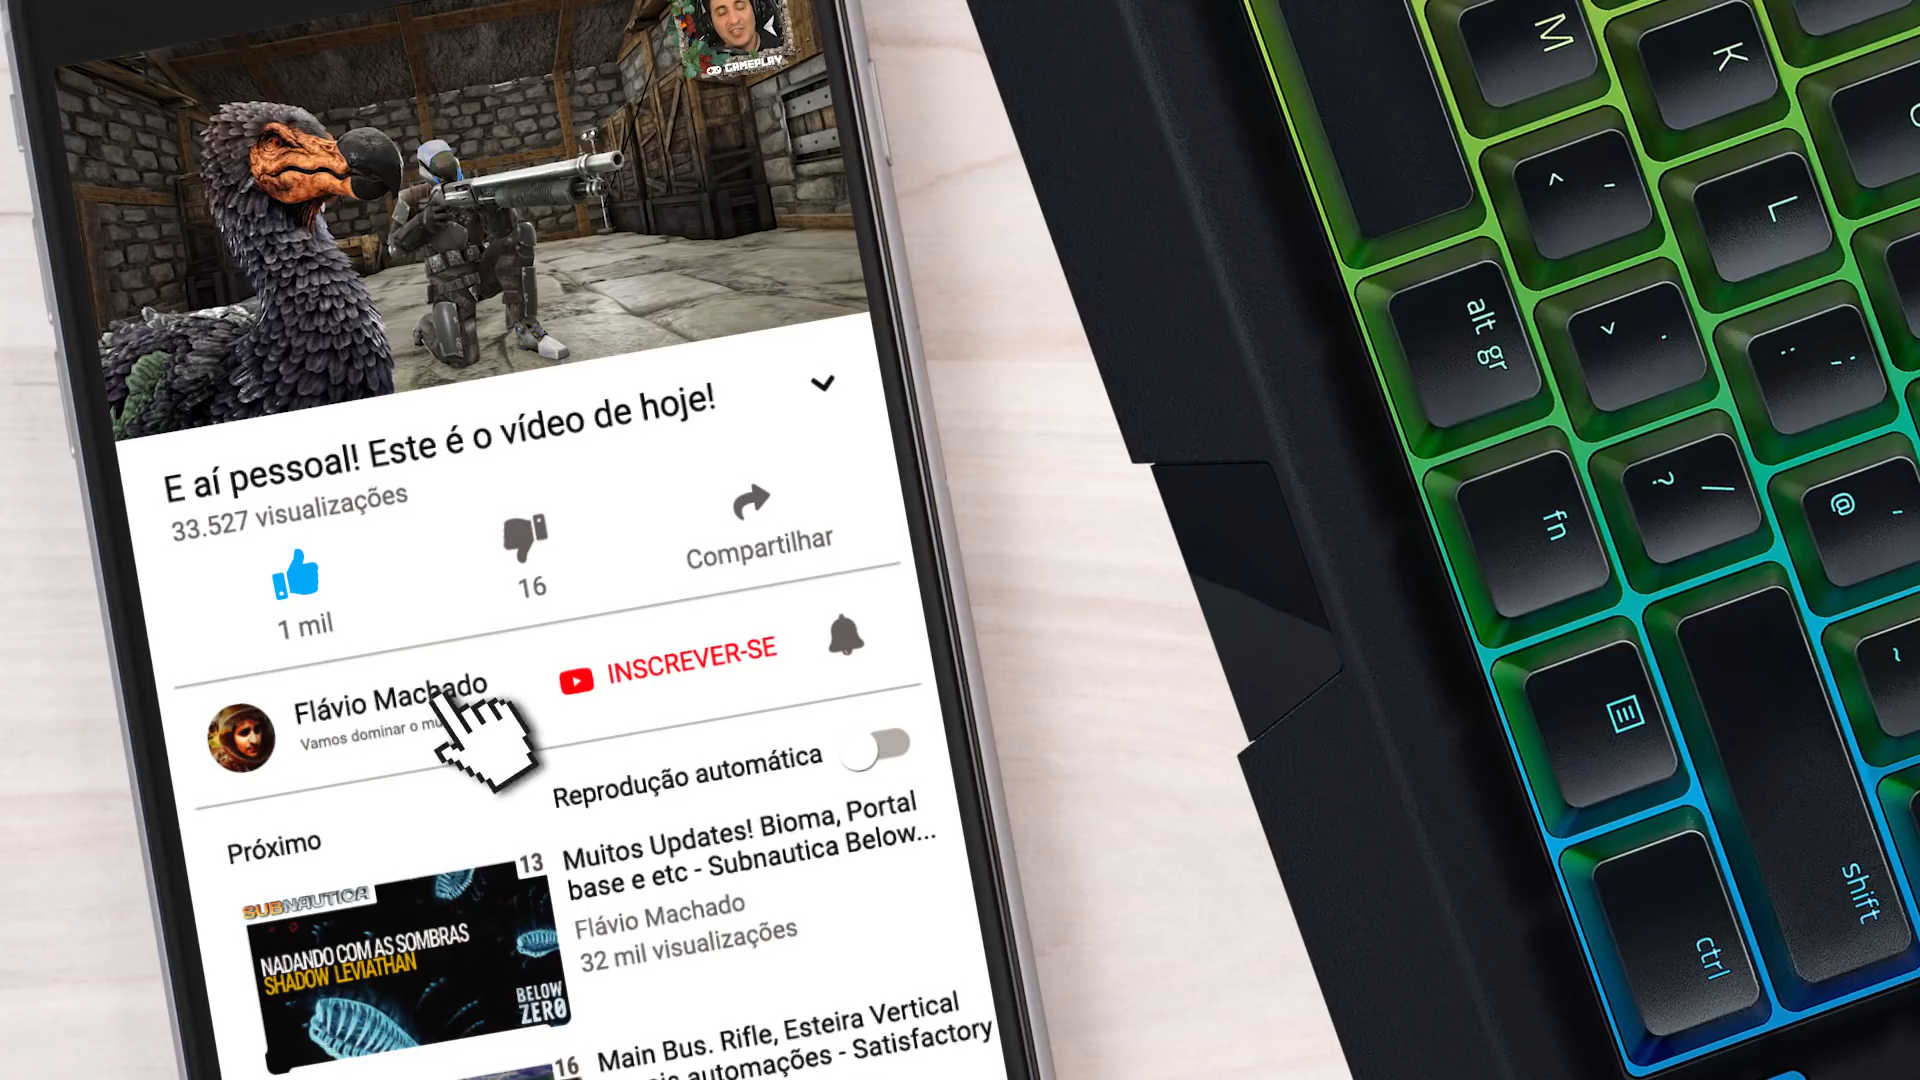 GAMEPLAY
E aí pessoal! Este é o vídeo de hoje!
33.527 visualizações
1 mil
16
Compartilhar
Flávio Machado
Vamos dominar o
INSCREVER-SE
Reprodução automática
Próximo
13
SUBNAUTICA
NADANDO COM AS SOMBRAS
SHADOW LEVIATHAN
BELOW
ZERO
Muitos Updates! Bioma, Portal
base e etc - Subnautica Below...
Flávio Machado
32 mil visualizações
16
Main Bus. Rifle, Esteira Vertical
automações - Satisfactory
M
K
L
alt gr
fn
shift
ctrl